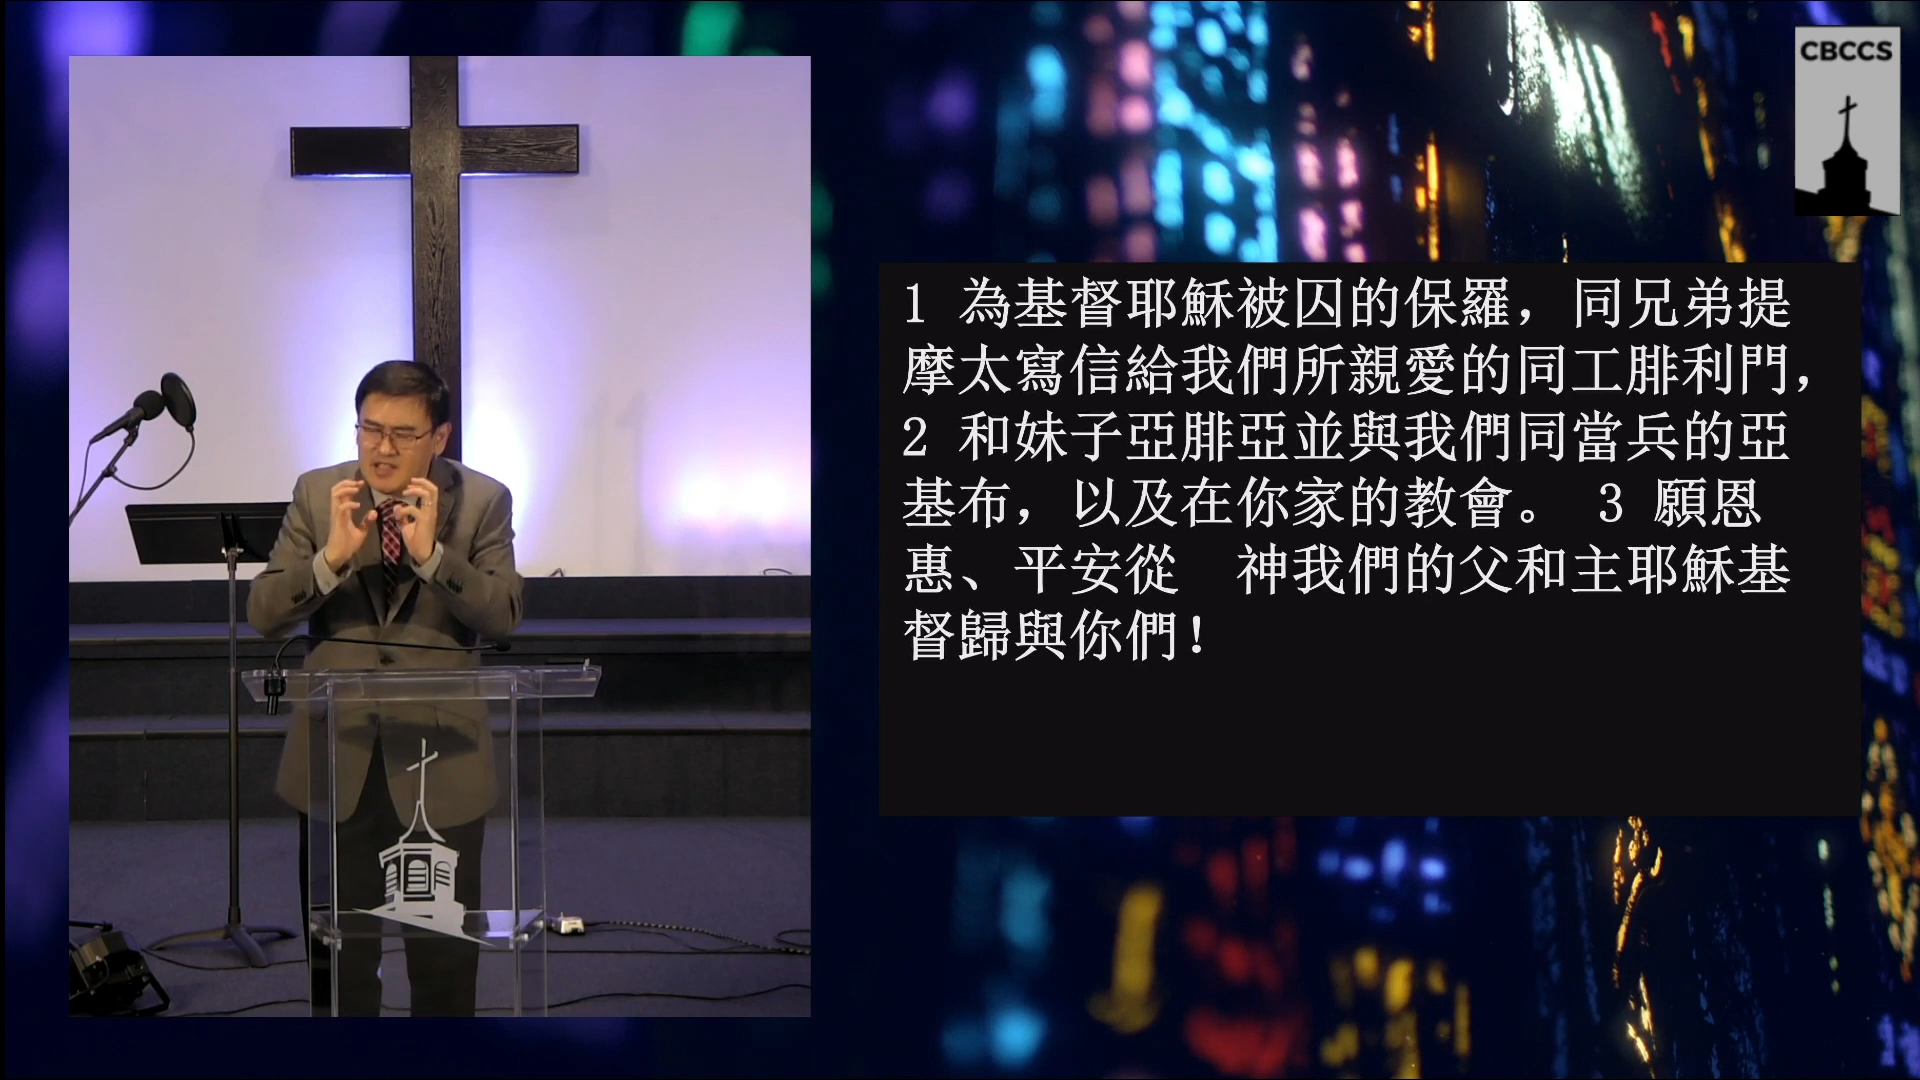 CBCCS
1 為基督耶穌被囚的保羅，同兄弟提
摩太寫信給我們所親愛的同工腓利門，
2 和妹子亞腓亞並與我們同當兵的亞
基布，以及在你家的教會。 3 願恩
惠、平安從　神我們的父和主耶穌基
督歸與你們！